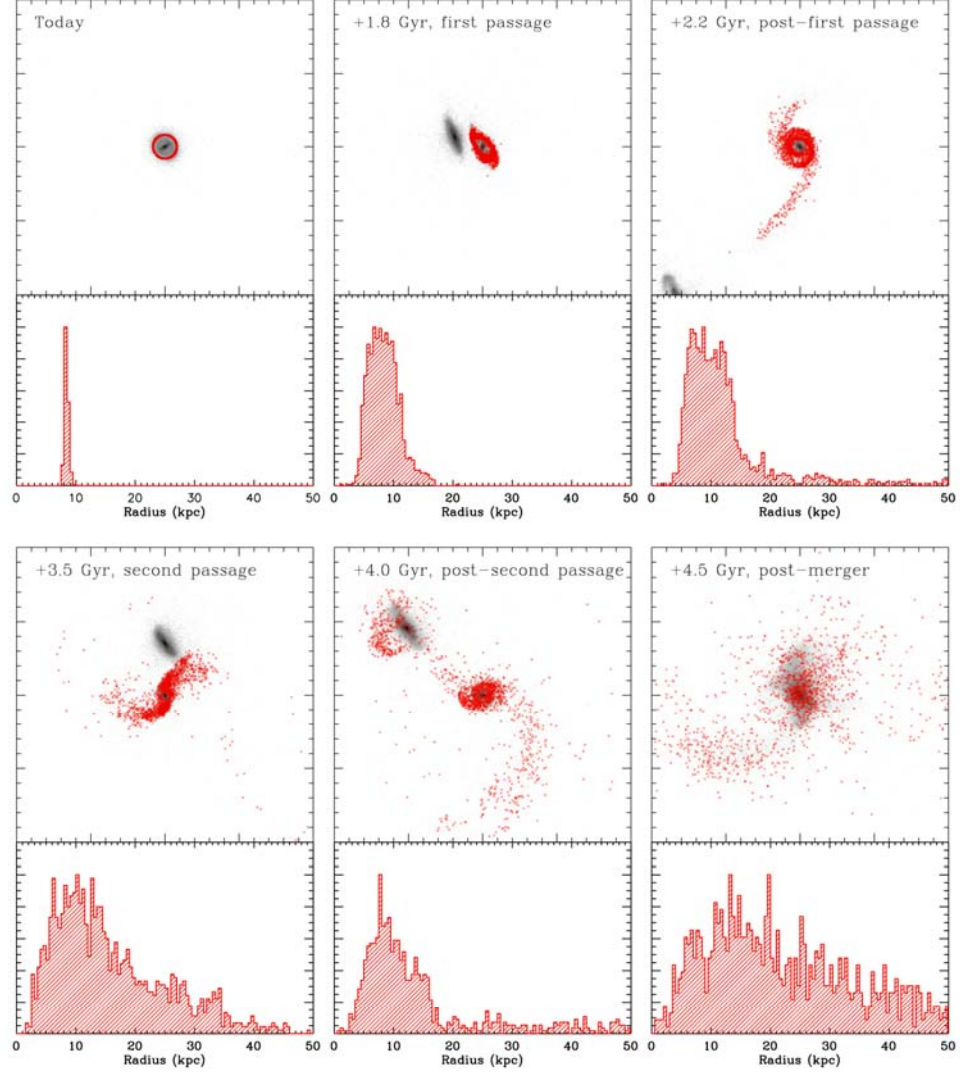 Today
+1.8 Gyr, first passage
+2.2 Gyr, post-first passage
0 10 20 30 40 50
Radius (kpc)
0 10 20 30 40 50
Radius (kpc)
0 10 20 30 40 50
Radius (kpc)
+3.5 Gyr, second passage
+4.0 Gyr, post-second passage
+4.5 Gyr, post-merger
0 10 20 30 40 50
Radius (kpc)
0 10 20 30 40 50
Radius (kpc)
0 10 20 30 40 50
Radius (kpc)